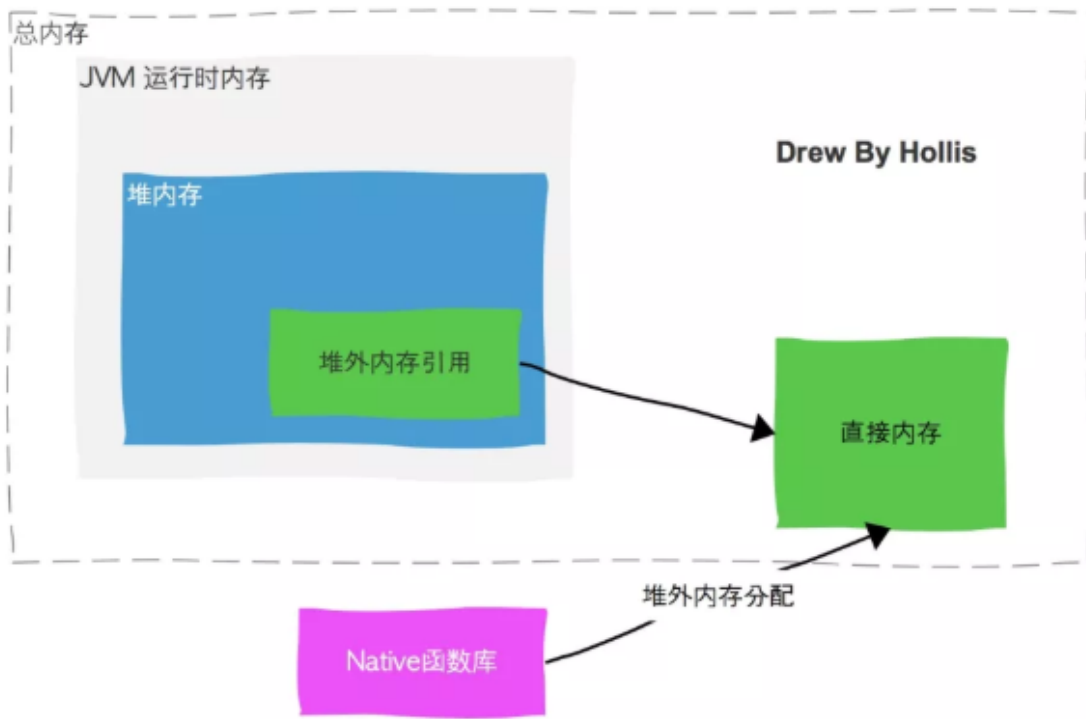 总内存
JVM 运行时内存
Drew By Hollis
堆内存
堆外内存引用
直接内存
堆外内存分配
Native函数库